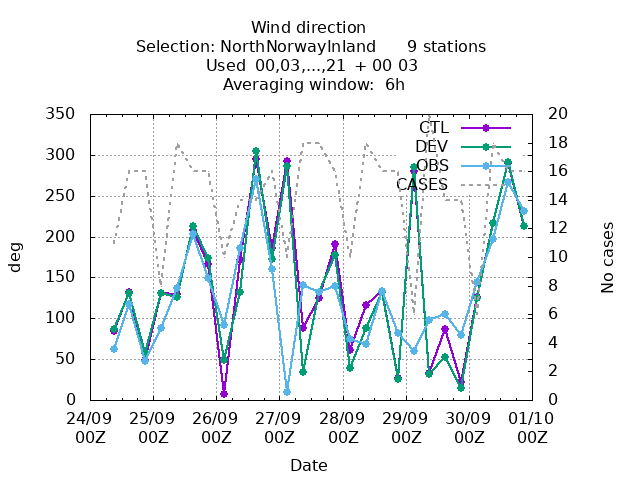 Wind direction
Selection: NorthNorwayInland 9 stations
Used 00,03,...,21 + 00 03
Averaging window: 6h
350
300
250
200
150
100
50
0
deg
20
18
16
14
12
10
8
6
4
2
0
No cases
CTL
DEV
OBS
CASES
24/09 25/09 26/09 27/09 28/09 29/09 30/09 01/10
00Z 00Z 00Z 00Z 00Z 00Z 00Z 00Z
Date